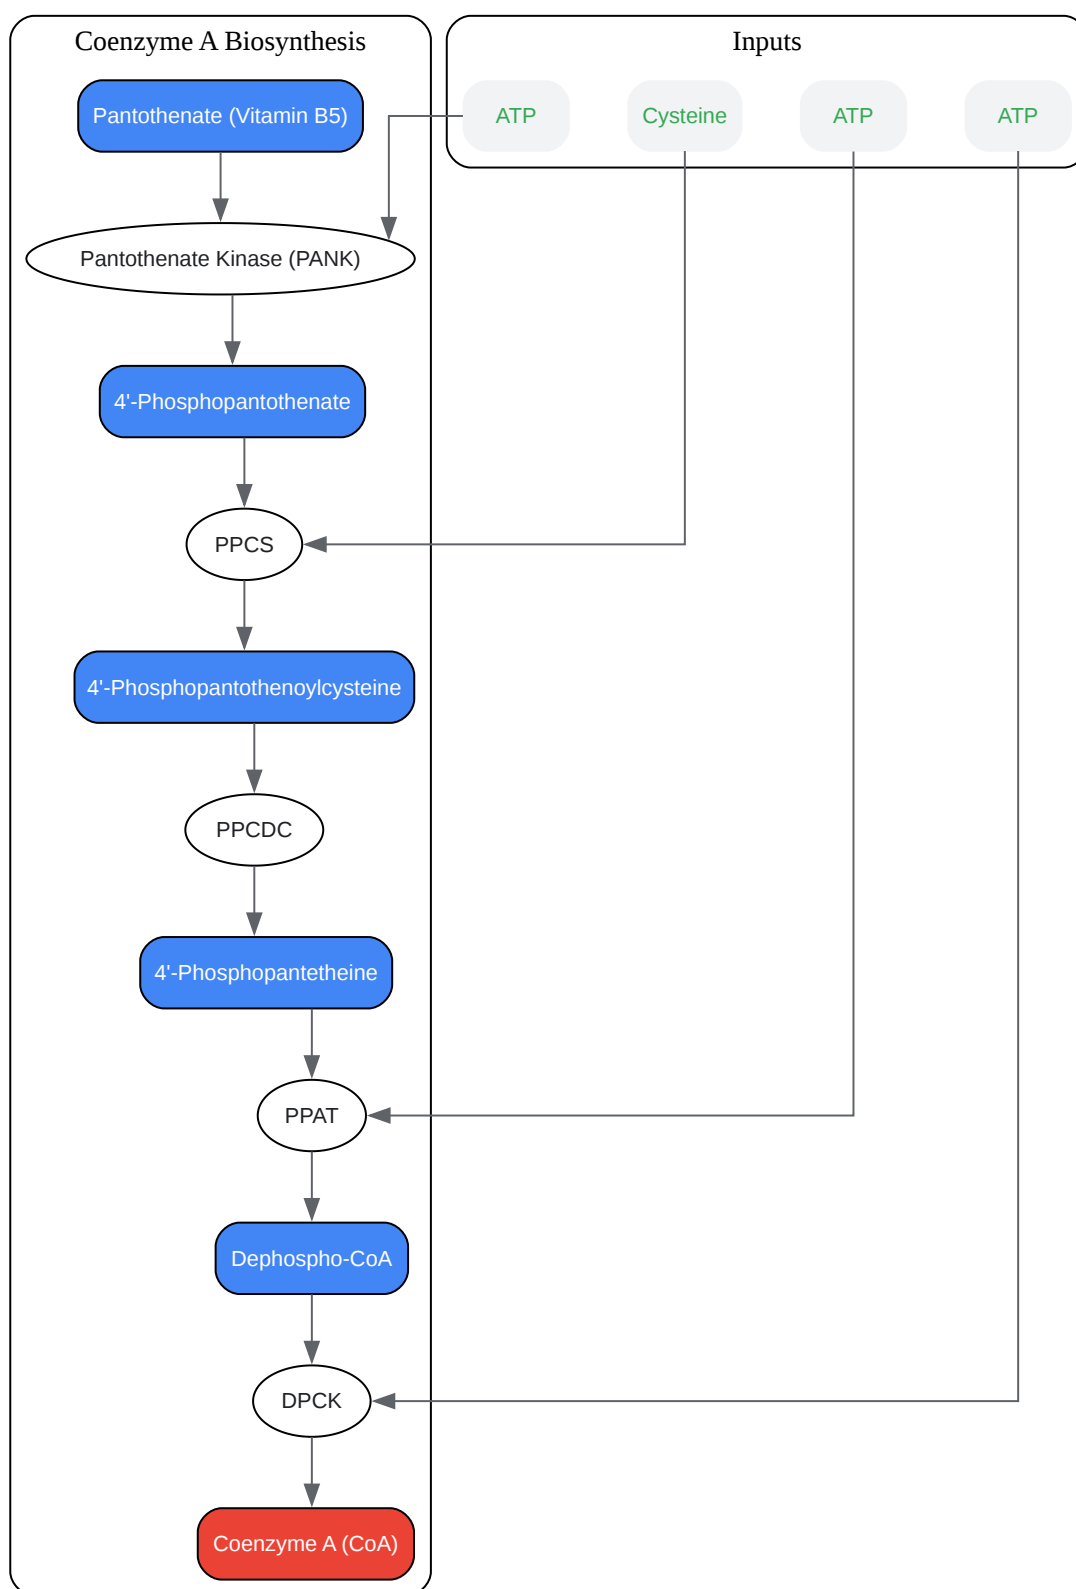 Coenzyme A Biosynthesis
Inputs
Pantothenate (Vitamin B5)
ATP
Cysteine
ATP
ATP
Pantothenate Kinase (PANK)
4'-Phosphopantothenate
PPCS
4'-Phosphopantothenoylcysteine
PPCDC
4'-Phosphopantetheine
PPAT
Dephospho-CoA
DPCK
Coenzyme A (CoA)